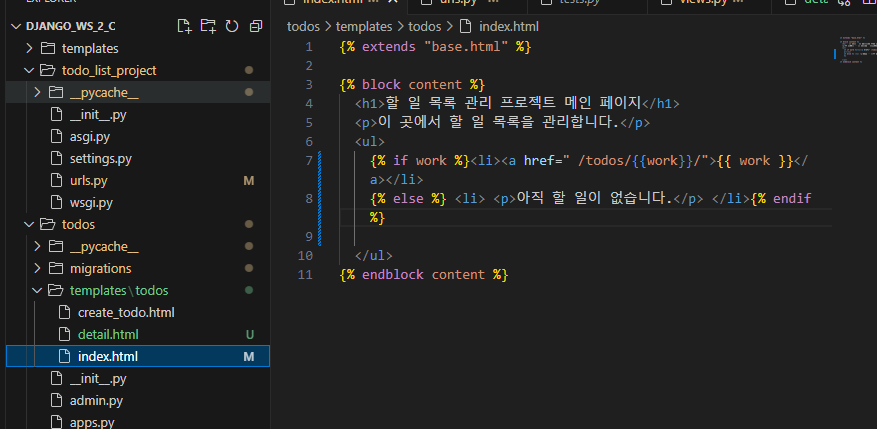 EXPLORER
DJANGO_WS_2_C
templates
todo_list_project
__pycache__
__init__.py
asgi.py
settings.py
urls.py M
wsgi.py
todos
__pycache__
migrations
templates\todos
create_todo.html
detail.html U
index.html M
__init__.py
admin.py
apps.py
index.html M urls.py tests.py views.py deta
todos > templates > todos > index.html
1 {% extends "base.html" %}
2
3 {% block content %}
4 <h1>할 일 목록 관리 프로젝트 메인 페이지</h1>
5 <p>이 곳에서 할 일 목록을 관리합니다.</p>
6 <ul>
7 {% if work %}<li><a href=" /todos/{{work}}/">{{ work }}</
a></li>
8 {% else %} <li> <p>아직 할 일이 없습니다.</p> </li>{% endif
%}
9
10 </ul>
11 {% endblock content %}